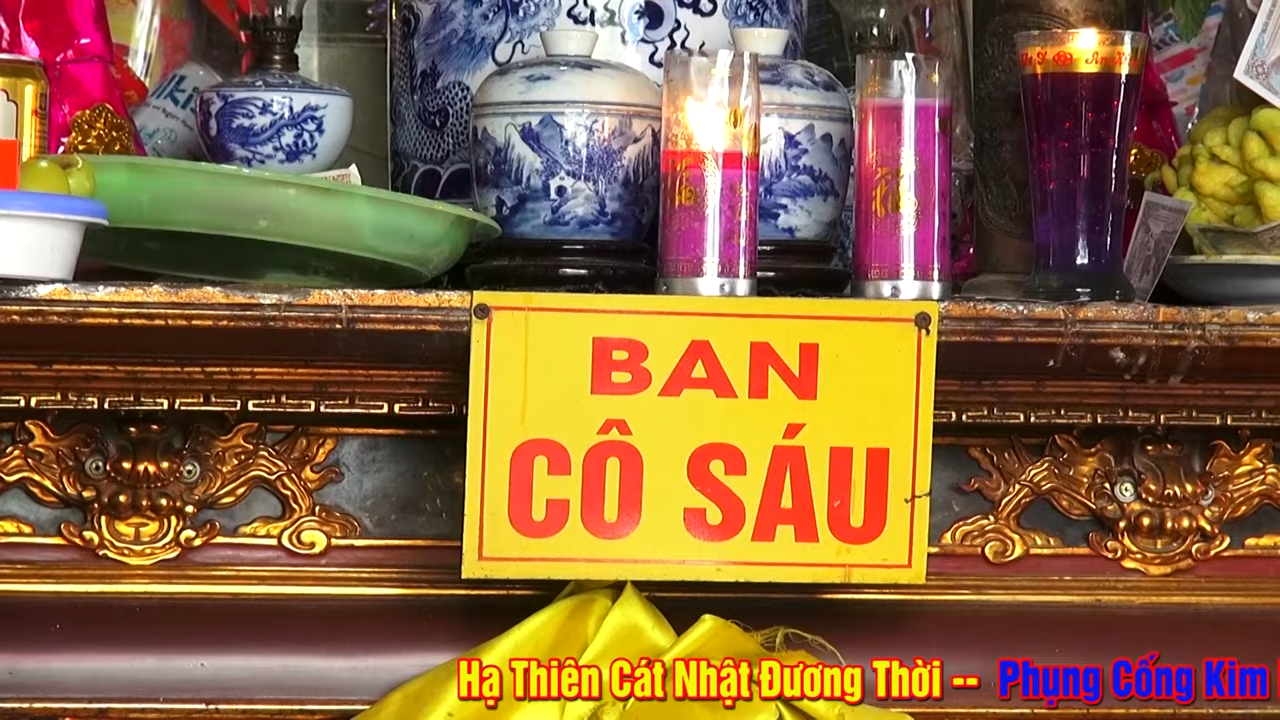 BAN
CÔ SÁU
Hạ Thiên Cát Nhật Đương Thời -- Phụng Cống Kim